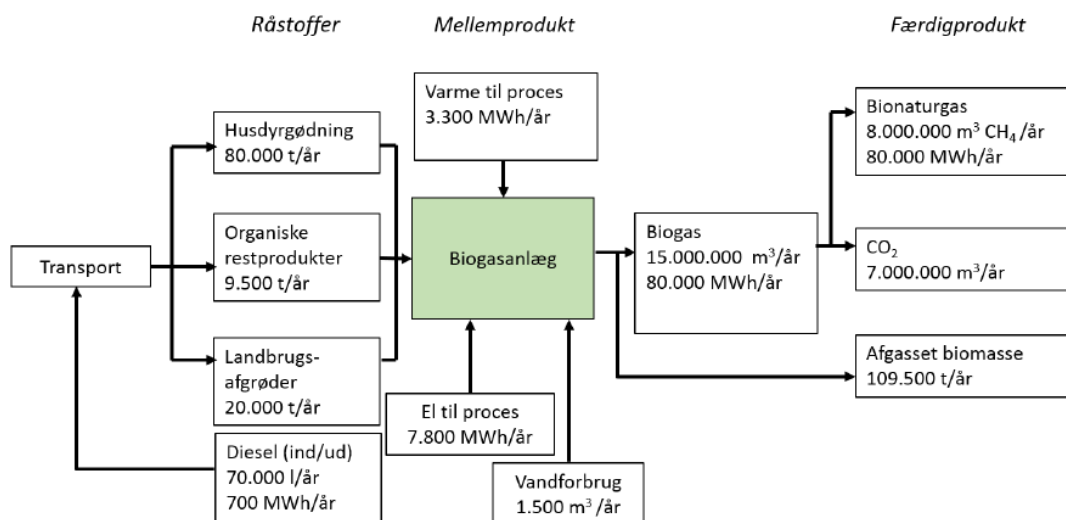 Råstoffer
Mellemprodukt
Færdigprodukt
Transport
Husdyrgødning
80.000 t/år
Organiske
restprodukter
9.500 t/år
Landbrugs-
afgrøder
20.000 t/år
Diesel (ind/ud)
70.000 l/år
700 MWh/år
Varme til proces
3.300 MWh/år
Biogasanlæg
El til proces
7.800 MWh/år
Vandforbrug
1.500 m³/år
Biogas
15.000.000 m³/år
80.000 MWh/år
Bionaturgas
8.000.000 m³ CH₄/år
80.000 MWh/år
CO₂
7.000.000 m³/år
Afgasset biomasse
109.500 t/år